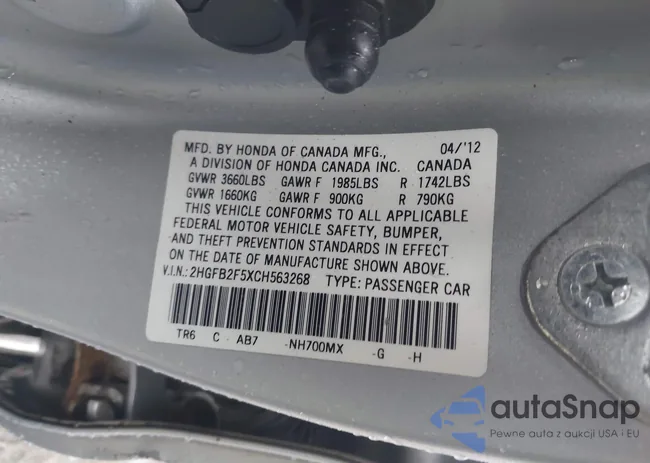 MFD. BY HONDA OF CANADA MFG., 04/'12
A DIVISION OF HONDA CANADA INC. CANADA
GVWR 3660LBS GAWR F 1985LBS R 1742LBS
GVWR 1660KG GAWR F 900KG R 790KG
THIS VEHICLE CONFORMS TO ALL APPLICABLE
FEDERAL MOTOR VEHICLE SAFETY, BUMPER,
AND THEFT PREVENTION STANDARDS IN EFFECT
ON THE DATE OF MANUFACTURE SHOWN ABOVE.
V.I.N.: 2HGFB2F5XCH563268 TYPE: PASSENGER CAR
TR6 C - AB7 -NH700MX -G -H
autaSnap
Pewne auta z aukcji USA i EU